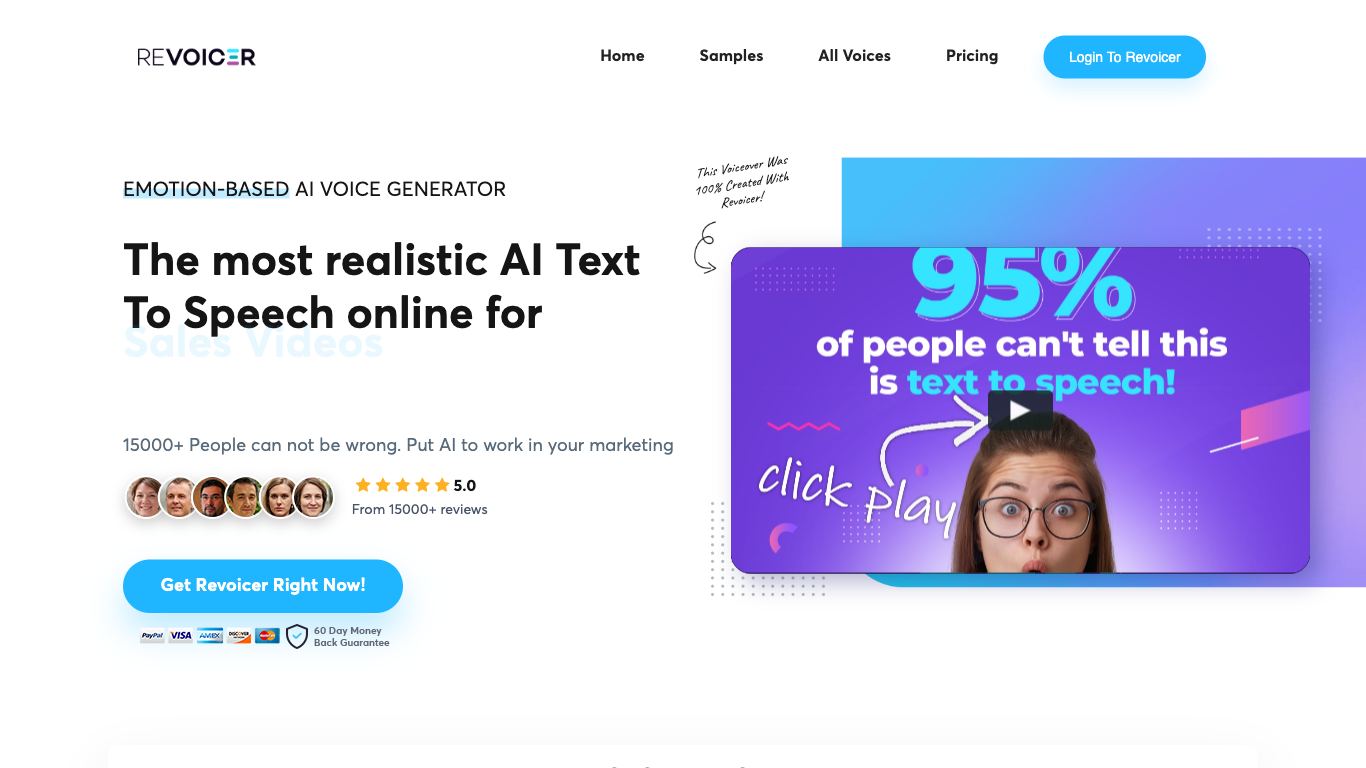 REVOICER
Home
Samples
All Voices
Pricing
Login To Revoicer
EMOTION-BASED AI VOICE GENERATOR
The most realistic AI Text
To Speech online for
Sales Videos
15000+ People can not be wrong. Put AI to work in your marketing
5.0
From 15000+ reviews
Get Revoicer Right Now!
PayPal VISA AMEX DISCOVER MasterCard
60 Day Money
Back Guarantee
This Voiceover Was
100% Created With
Revoicer!
95%
of people can't tell this
is text to speech!
click play